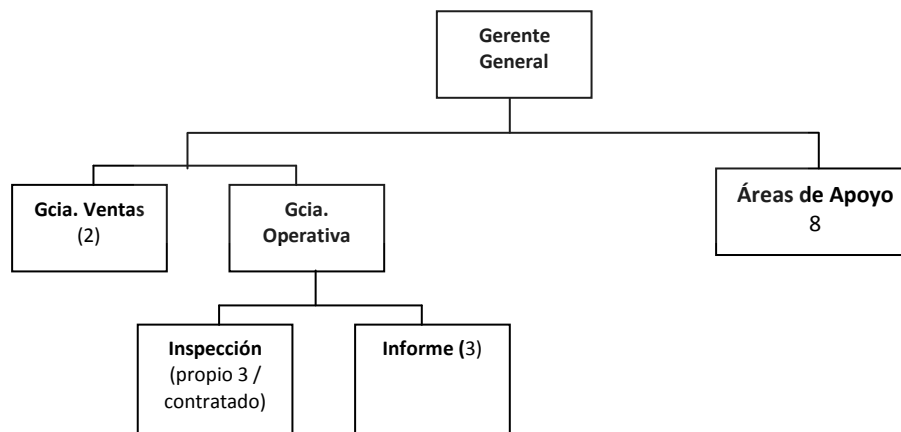 Gerente
General
Gcia. Ventas
(2)
Gcia.
Operativa
Áreas de Apoyo
8
Inspección
(propio 3 /
contratado)
Informe (3)